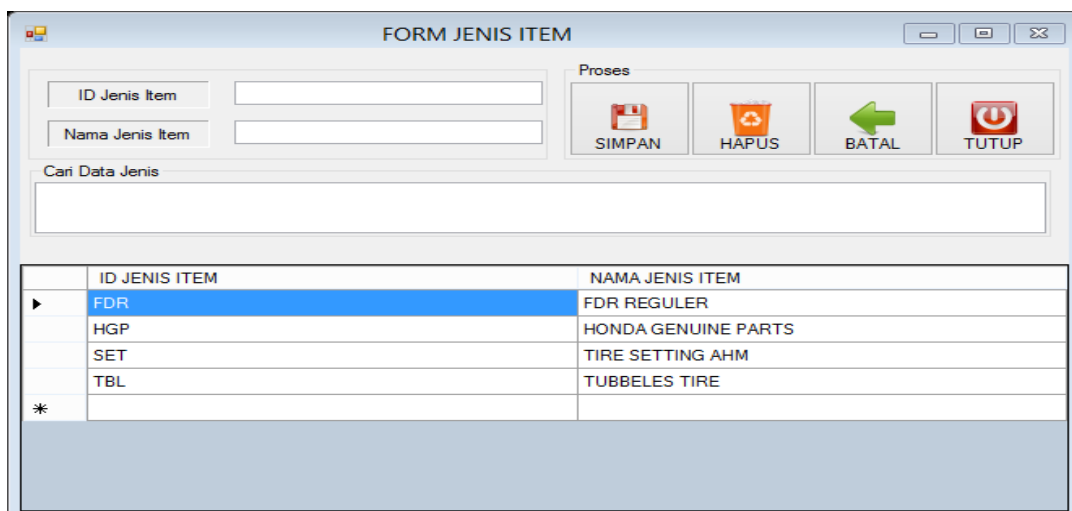 FORM JENIS ITEM
ID Jenis Item
Nama Jenis Item
Proses
SIMPAN HAPUS BATAL TUTUP
Cari Data Jenis
ID JENIS ITEM NAMA JENIS ITEM
FDR FDR REGULER
HGP HONDA GENUINE PARTS
SET TIRE SETTING AHM
TBL TUBBELES TIRE